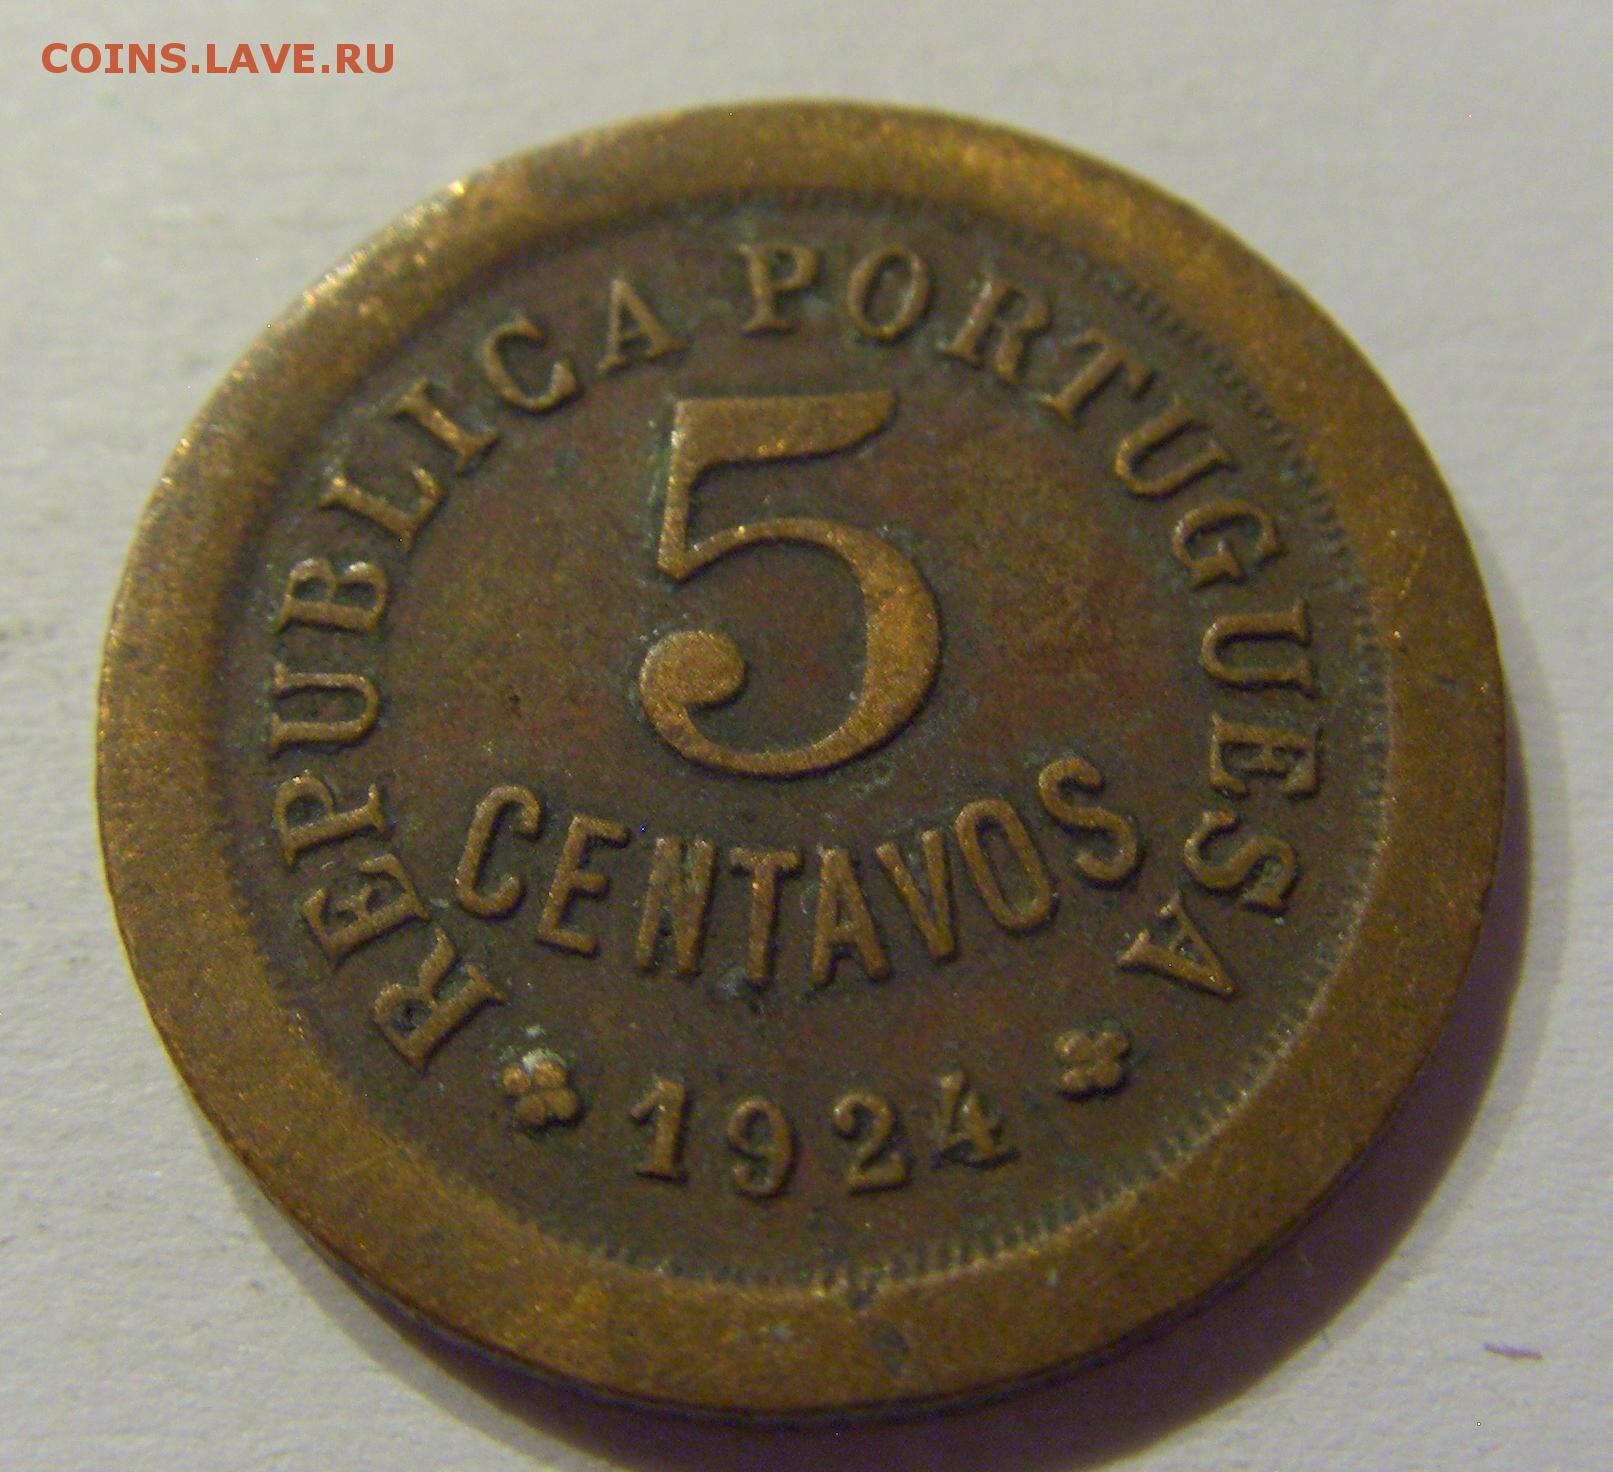 COINS.LAVE.RU
REPUBLICA PORTUGUESA
5
CENTAVOS
1924